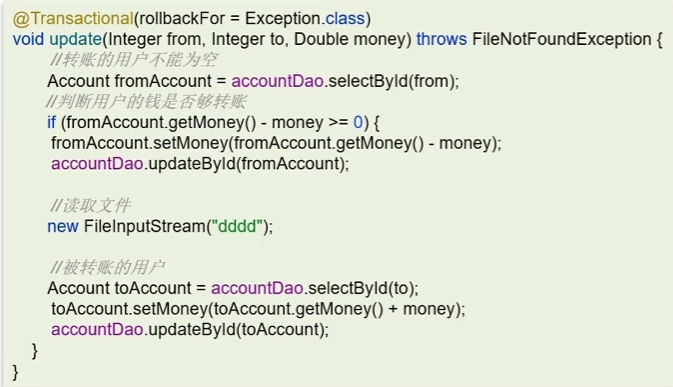 @Transactional(rollbackFor = Exception.class)
void update(Integer from, Integer to, Double money) throws FileNotFoundException {
//转账的用户不能为空
Account fromAccount = accountDao.selectById(from);
//判断用户的钱是否够转账
if (fromAccount.getMoney() - money >= 0) {
fromAccount.setMoney(fromAccount.getMoney() - money);
accountDao.updateById(fromAccount);
//读取文件
new FileInputStream("dddd");
//被转账的用户
Account toAccount = accountDao.selectById(to);
toAccount.setMoney(toAccount.getMoney() + money);
accountDao.updateById(toAccount);
}
}